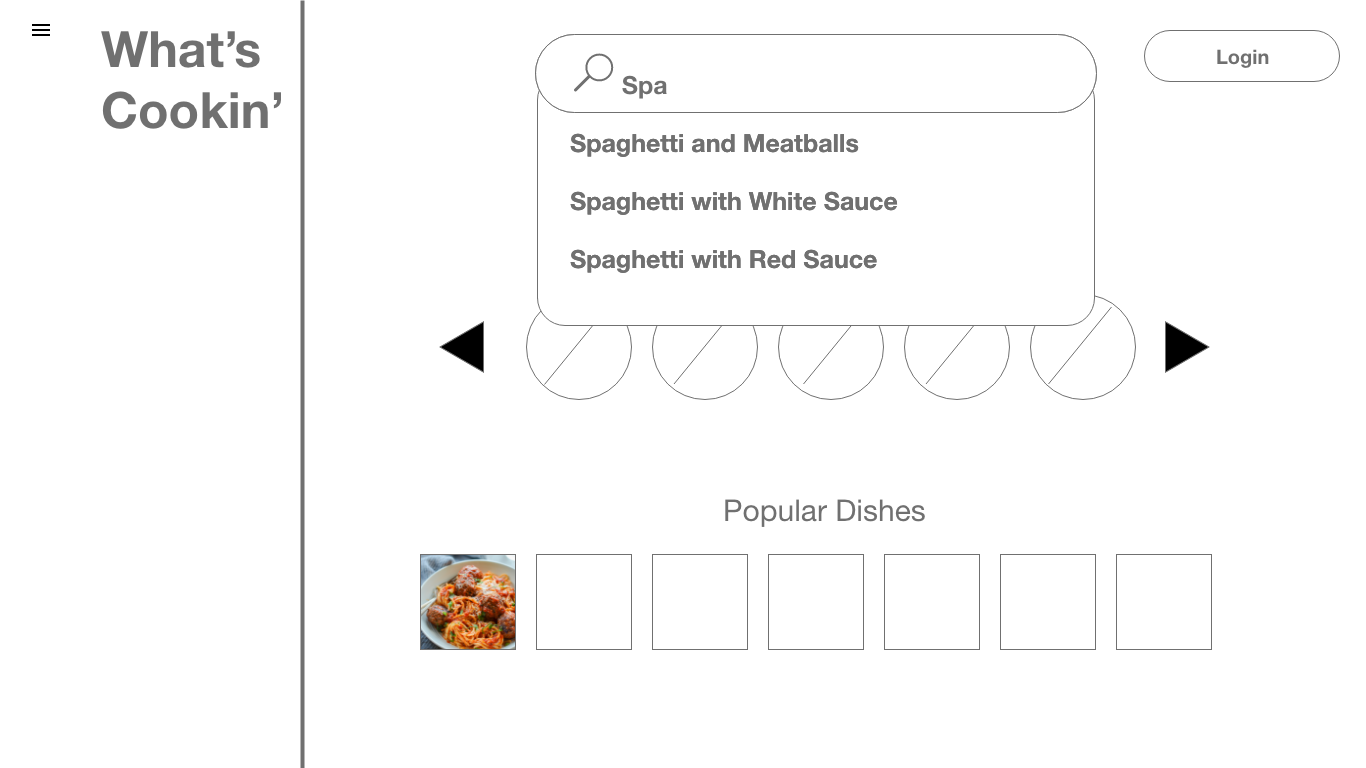 What’s
Cookin’
Spa
Login
Spaghetti and Meatballs
Spaghetti with White Sauce
Spaghetti with Red Sauce
Popular Dishes